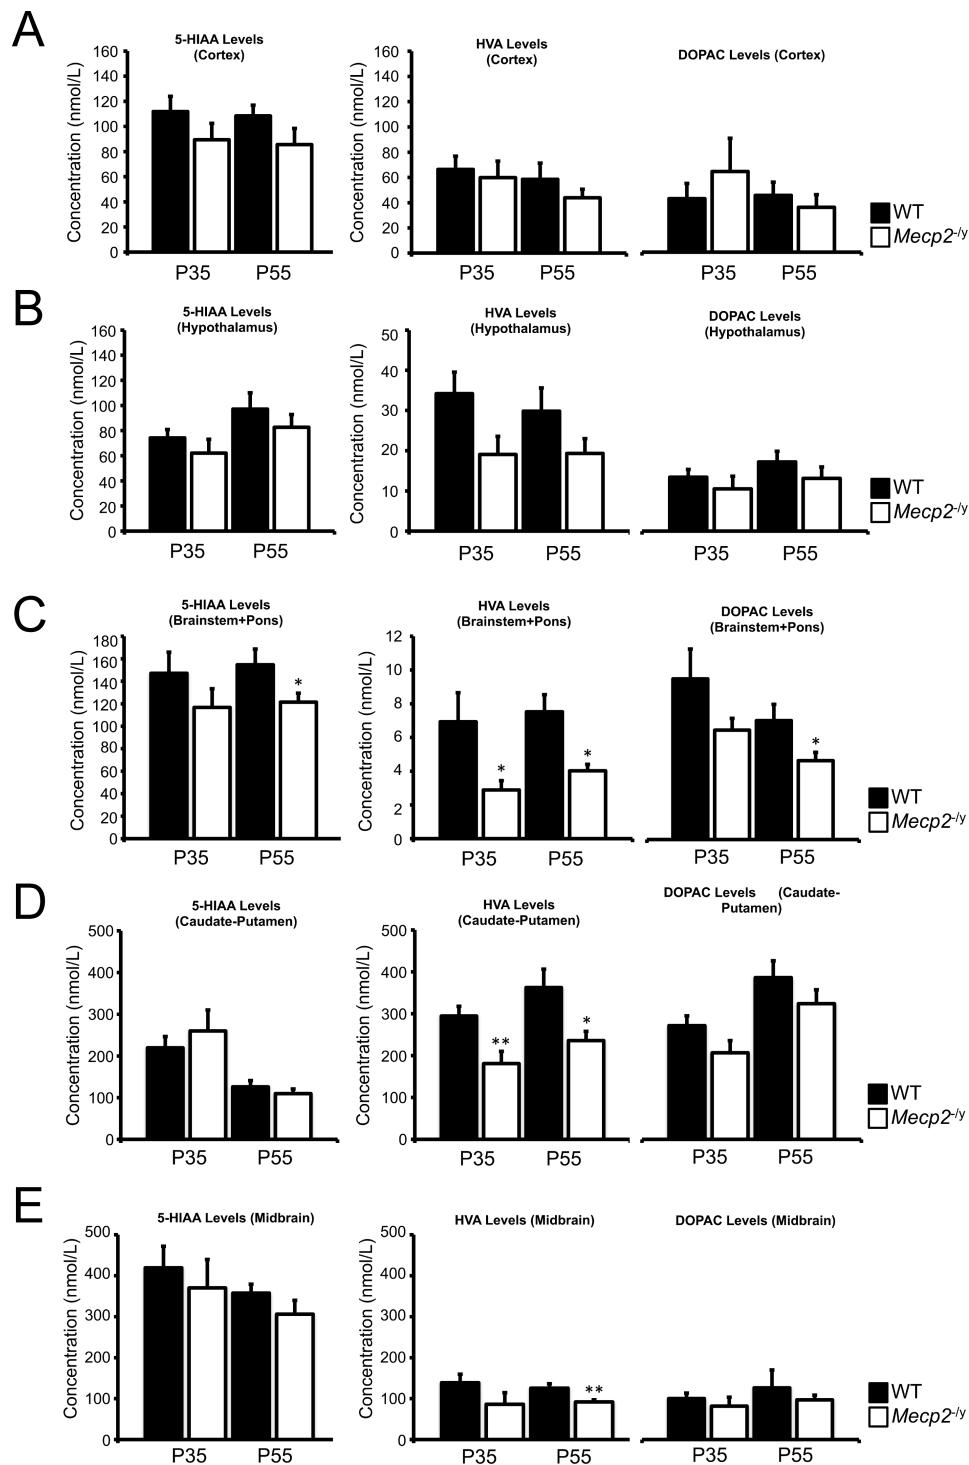 A
5-HIAA Levels
(Cortex)
HVA Levels
(Cortex)
DOPAC Levels (Cortex)
Concentration (nmol/L)
160
140
120
100
80
60
40
20
0
P35
P55
Concentration (nmol/L)
160
140
120
100
80
60
40
20
0
P35
P55
P35
P55
WT
Mecp2-/y
B
5-HIAA Levels
(Hypothalamus)
HVA Levels
(Hypothalamus)
DOPAC Levels
(Hypothalamus)
Concentration (nmol/L)
160
140
120
100
80
60
40
20
0
P35
P55
Concentration (nmol/L)
50
40
30
20
10
0
P35
P55
P35
P55
WT
Mecp2-/y
C
5-HIAA Levels
(Brainstem+Pons)
HVA Levels
(Brainstem+Pons)
DOPAC Levels
(Brainstem+Pons)
Concentration (nmol/L)
180
160
140
120
100
80
60
40
20
0
*
P35
P55
Concentration (nmol/L)
12
10
8
6
4
2
0
*
*
P35
P55
*
P35
P55
WT
Mecp2-/y
D
5-HIAA Levels
(Caudate-Putamen)
HVA Levels
(Caudate-Putamen)
DOPAC Levels (Caudate-
Putamen)
Concentration (nmol/L)
500
400
300
200
100
0
P35
P55
Concentration (nmol/L)
500
400
300
200
100
0
**
*
P35
P55
P35
P55
WT
Mecp2-/y
E
5-HIAA Levels (Midbrain)
HVA Levels (Midbrain)
DOPAC Levels (Midbrain)
Concentration (nmol/L)
500
400
300
200
100
0
P35
P55
Concentration (nmol/L)
500
400
300
200
100
0
**
P35
P55
P35
P55
WT
Mecp2-/y